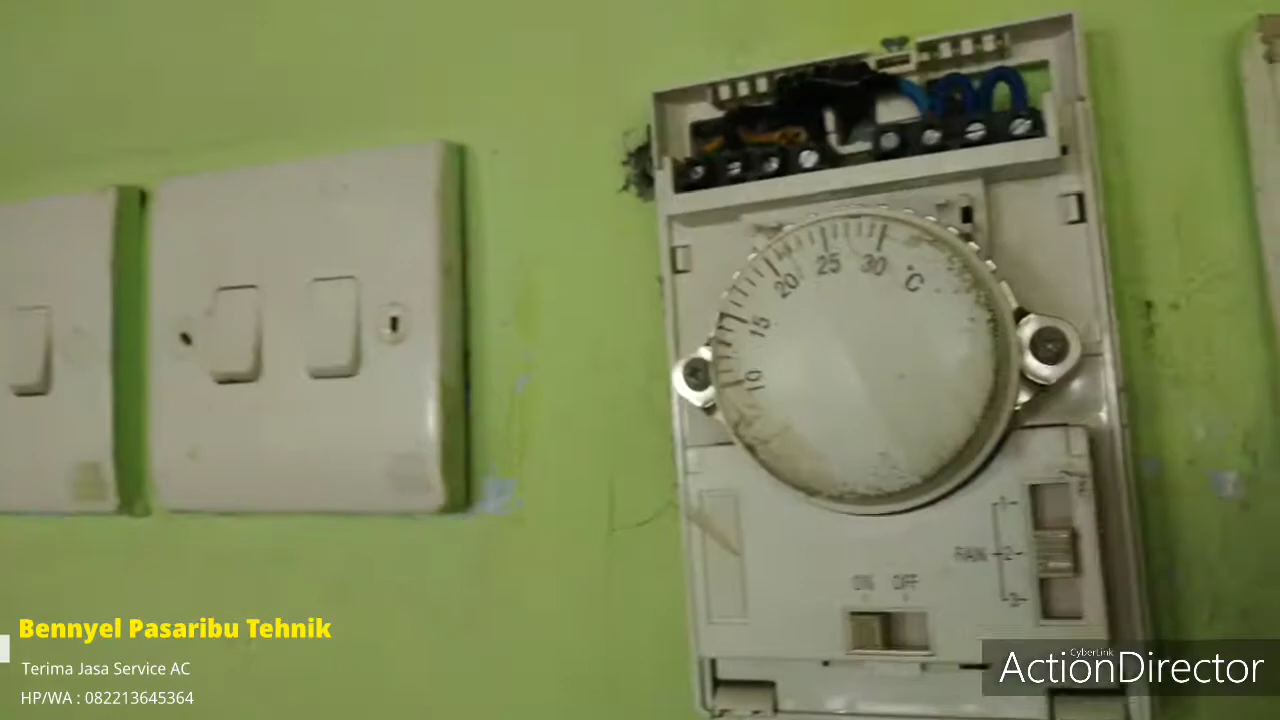 10 15 20 25 30 °C
1
FAN 2
3
ON OFF
Bennyel Pasaribu Tehnik
Terima Jasa Service AC
HP/WA : 082213645364
CyberLink
ActionDirector